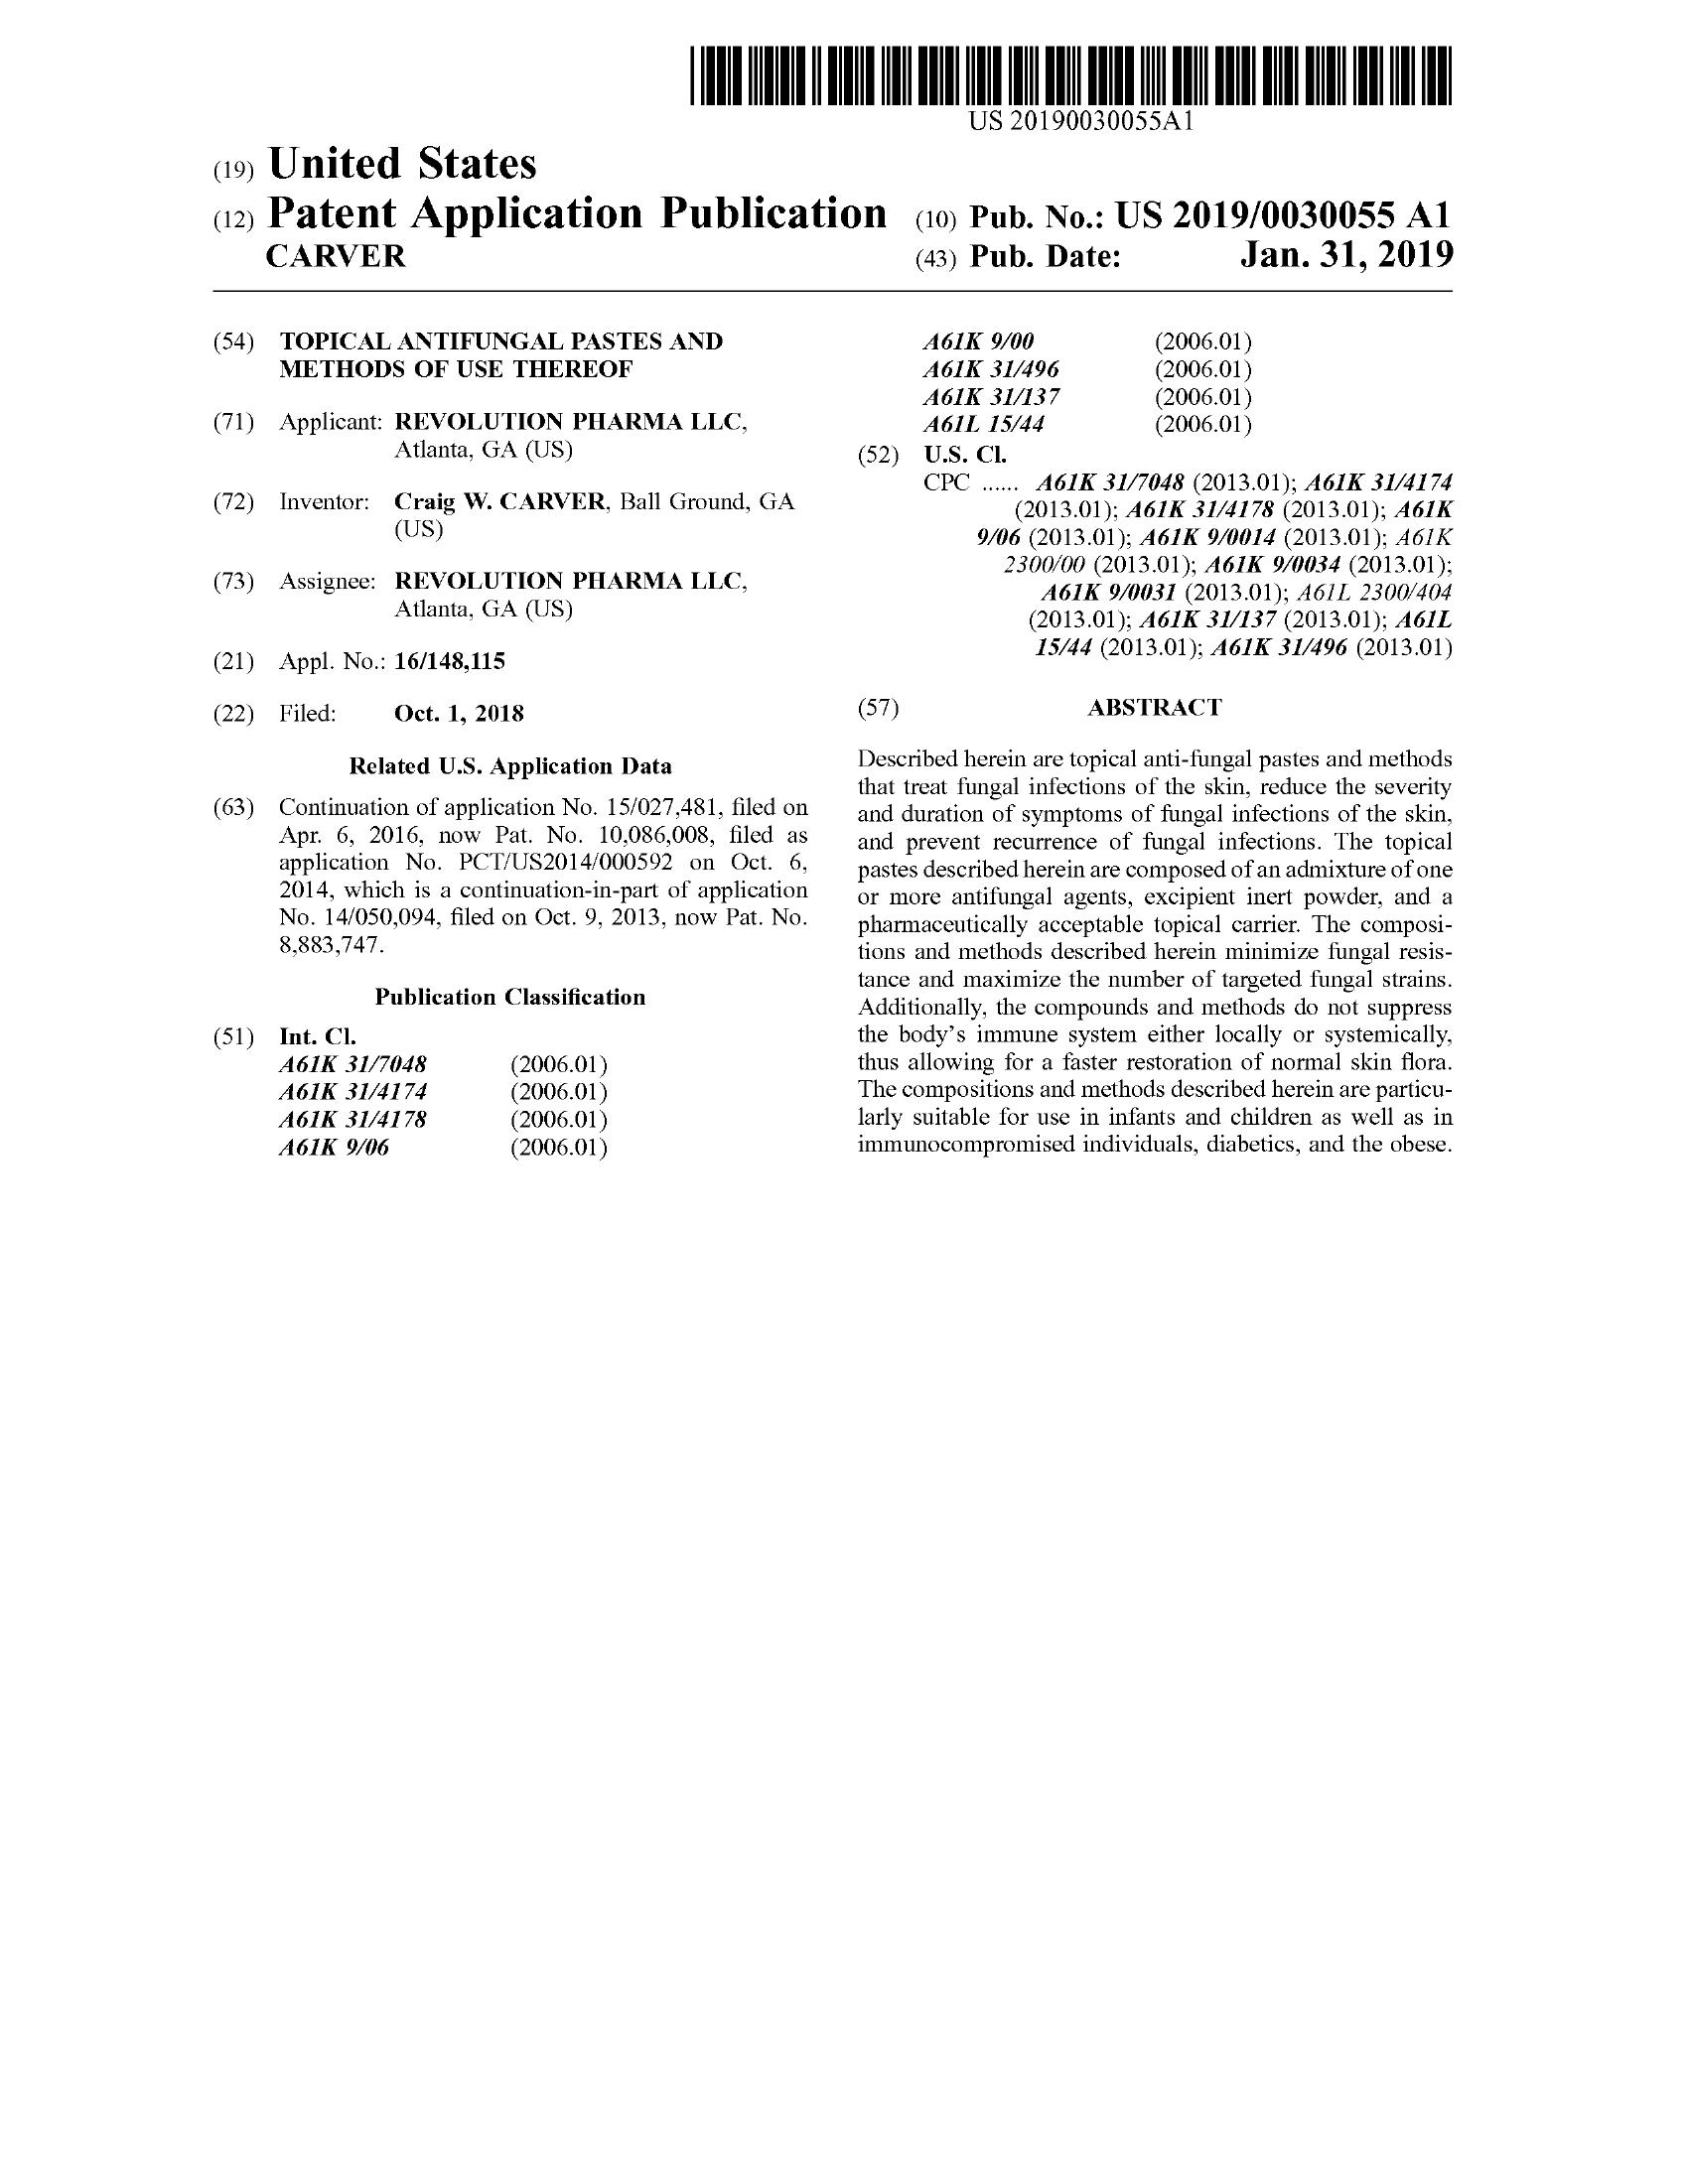 US 20190030055A1
(19) United States
(12) Patent Application Publication (10) Pub. No.: US 2019/0030055 A1
CARVER (43) Pub. Date: Jan. 31, 2019
(54) TOPICAL ANTIFUNGAL PASTES AND
METHODS OF USE THEREOF
(71) Applicant: REVOLUTION PHARMA LLC,
Atlanta, GA (US)
(72) Inventor: Craig W. CARVER, Ball Ground, GA
(US)
(73) Assignee: REVOLUTION PHARMA LLC,
Atlanta, GA (US)
(21) Appl. No.: 16/148,115
(22) Filed: Oct. 1, 2018
Related U.S. Application Data
(63) Continuation of application No. 15/027,481, filed on
Apr. 6, 2016, now Pat. No. 10,086,008, filed as
application No. PCT/US2014/000592 on Oct. 6,
2014, which is a continuation-in-part of application
No. 14/050,094, filed on Oct. 9, 2013, now Pat. No.
8,883,747.
Publication Classification
(51) Int. Cl.
A61K 31/7048 (2006.01)
A61K 31/4174 (2006.01)
A61K 31/4178 (2006.01)
A61K 9/06 (2006.01)
A61K 9/00 (2006.01)
A61K 31/496 (2006.01)
A61K 31/137 (2006.01)
A61L 15/44 (2006.01)
(52) U.S. Cl.
CPC ...... A61K 31/7048 (2013.01); A61K 31/4174
(2013.01); A61K 31/4178 (2013.01); A61K
9/06 (2013.01); A61K 9/0014 (2013.01); A61K
2300/00 (2013.01); A61K 9/0034 (2013.01);
A61K 9/0031 (2013.01); A61L 2300/404
(2013.01); A61K 31/137 (2013.01); A61L
15/44 (2013.01); A61K 31/496 (2013.01)
(57) ABSTRACT
Described herein are topical anti-fungal pastes and methods
that treat fungal infections of the skin, reduce the severity
and duration of symptoms of fungal infections of the skin,
and prevent recurrence of fungal infections. The topical
pastes described herein are composed of an admixture of one
or more antifungal agents, excipient inert powder, and a
pharmaceutically acceptable topical carrier. The composi-
tions and methods described herein minimize fungal resis-
tance and maximize the number of targeted fungal strains.
Additionally, the compounds and methods do not suppress
the body's immune system either locally or systemically,
thus allowing for a faster restoration of normal skin flora.
The compositions and methods described herein are particu-
larly suitable for use in infants and children as well as in
immunocompromised individuals, diabetics, and the obese.